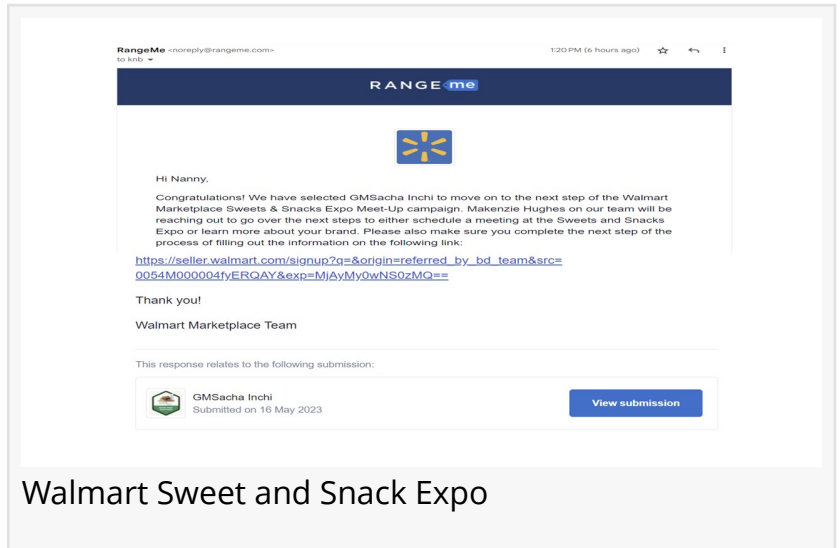 RangeMe <noreply@rangeme.com>
1:20 PM (6 hours ago)
to knb
RANGE me
Hi Nanny,
Congratulations! We have selected GMSacha Inchi to move on to the next step of the Walmart
Marketplace Sweets & Snacks Expo Meet-Up campaign. Makenzie Hughes on our team will be
reaching out to go over the next steps to either schedule a meeting at the Sweets and Snacks
Expo or learn more about your brand. Please also make sure you complete the next step of the
process of filling out the information on the following link:
https://seller.walmart.com/signup?q=&origin=referred_by_bd_team&src=
0054M000004fyERQAY&exp=MjAyMy0wNS0zMQ==
Thank you!
Walmart Marketplace Team
This response relates to the following submission:
GMSacha Inchi
Submitted on 16 May 2023
View submission
Walmart Sweet and Snack Expo